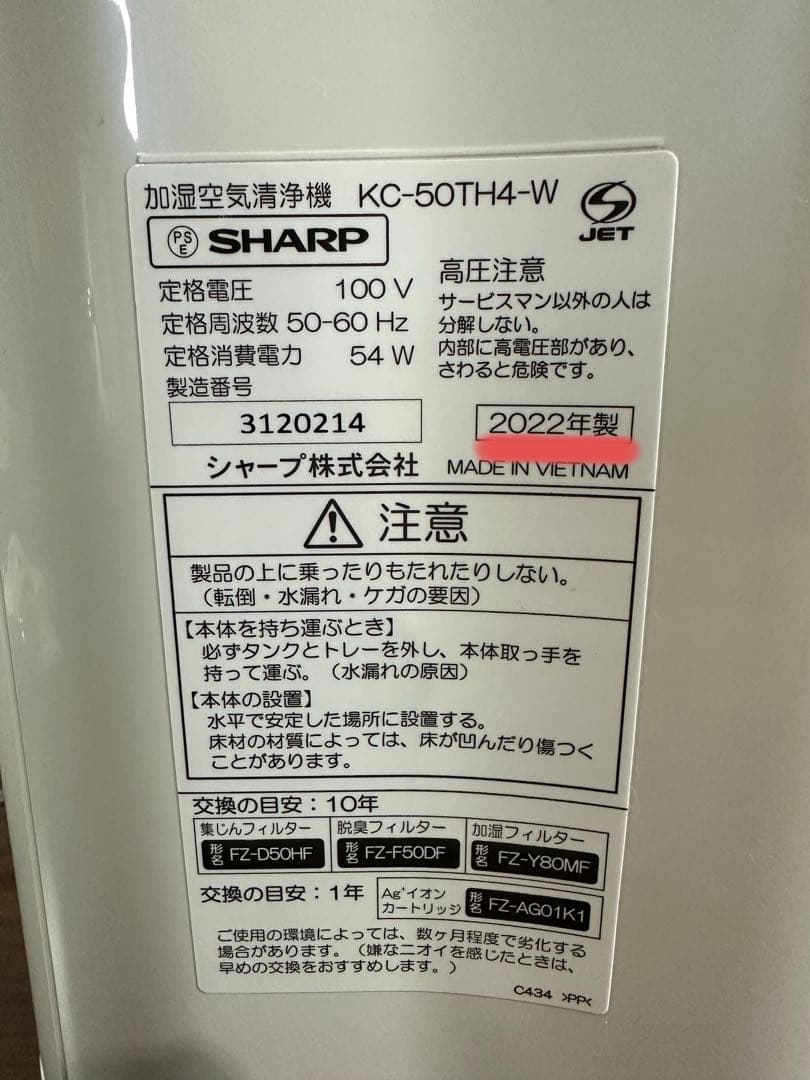 加湿空気清浄機 KC-50TH4-W
PSE SHARP
JET
定格電圧 100 V
定格周波数 50-60 Hz
定格消費電力 54 W
製造番号
3120214
高圧注意
サービスマン以外の人は
分解しない。
内部に高電圧部があり、
さわると危険です。
2022年製
シャープ株式会社 MADE IN VIETNAM
注意
製品の上に乗ったりもたれたりしない。
（転倒・水漏れ・ケガの要因）
【本体を持ち運ぶとき】
必ずタンクとトレーを外し、本体取っ手を
持って運ぶ。（水漏れの原因）
【本体の設置】
水平で安定した場所に設置する。
床材の材質によっては、床が凹んだり傷つく
ことがあります。
交換の目安：10年
集じんフィルター 形名 FZ-D50HF
脱臭フィルター 形名 FZ-F50DF
加湿フィルター 形名 FZ-Y80MF
交換の目安：1年
Ag⁺イオン
カートリッジ 形名 FZ-AG01K1
ご使用の環境によっては、数ヶ月程度で劣化する
場合があります。（嫌なニオイを感じたときは、
早めの交換をおすすめします。）
C434 >PP<